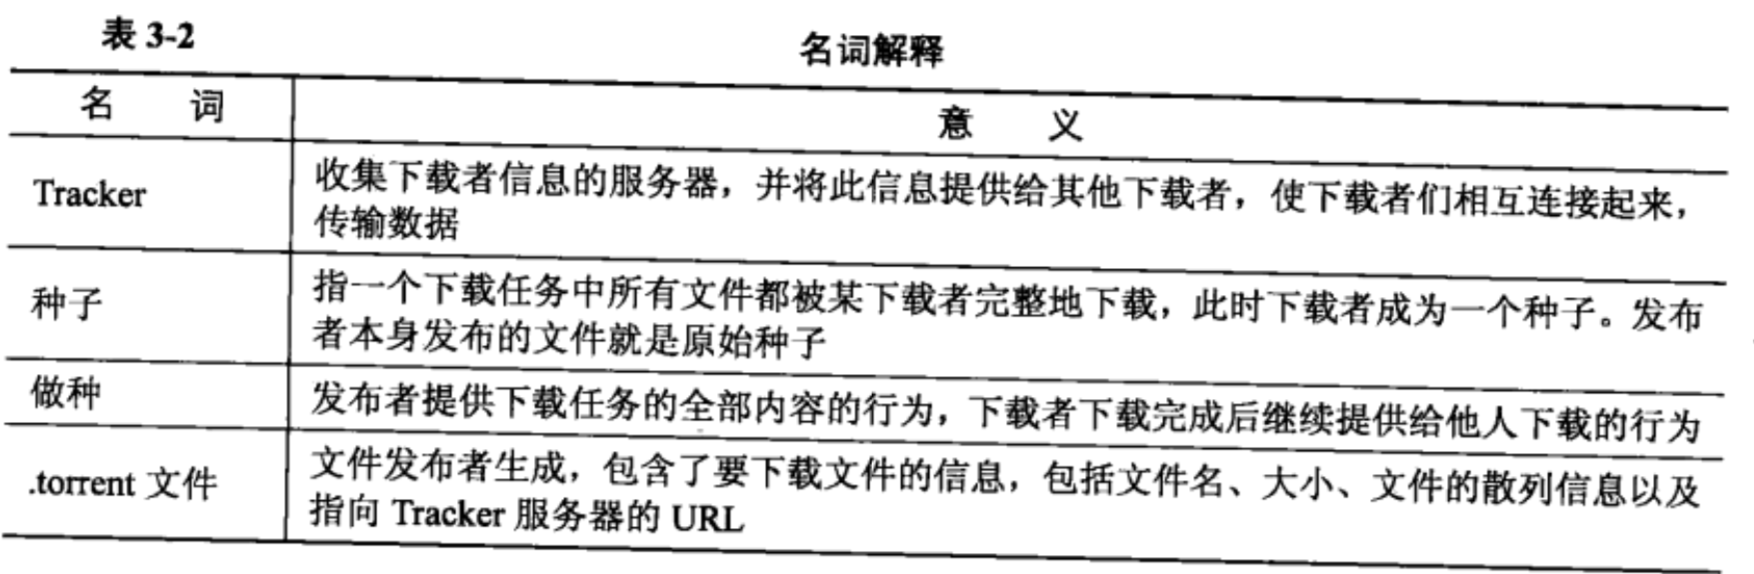 表 3-2
名词解释
名 词
意 义
Tracker
收集下载者信息的服务器，并将此信息提供给其他下载者，使下载者们相互连接起来，
传输数据
种子
指一个下载任务中所有文件都被某下载者完整地下载，此时下载者成为一个种子。发布
者本身发布的文件就是原始种子
做种
发布者提供下载任务的全部内容的行为，下载者下载完成后继续提供给他人下载的行为
.torrent 文件
文件发布者生成，包含了要下载文件的信息，包括文件名、大小、文件的散列信息以及
指向 Tracker 服务器的 URL